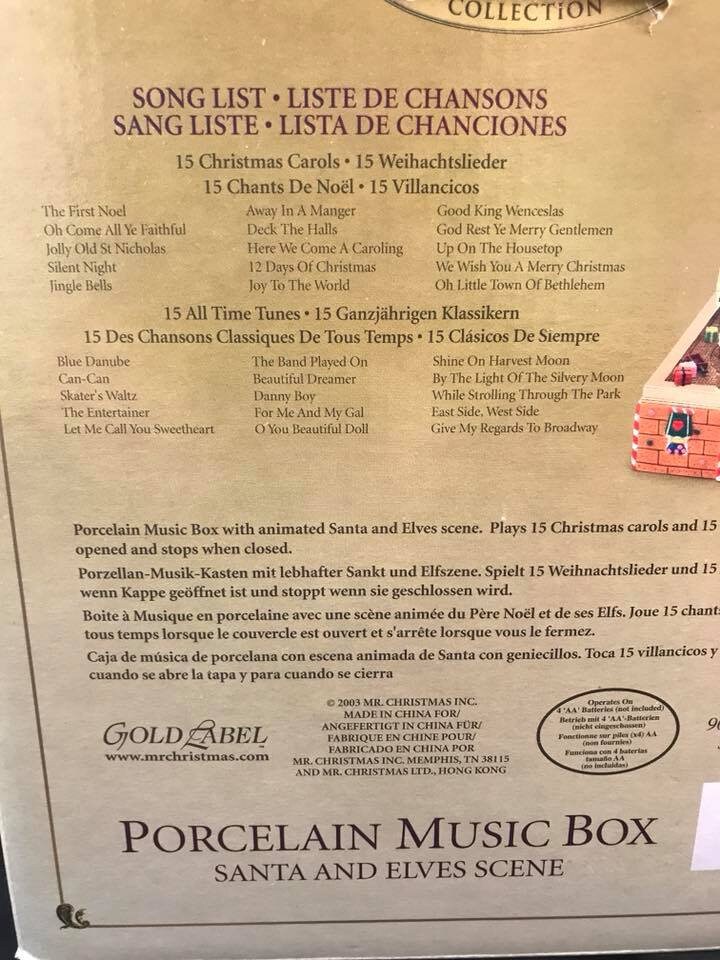 COLLECTION
SONG LIST • LISTE DE CHANSONS
SANG LISTE • LISTA DE CHANCIONES
15 Christmas Carols • 15 Weihachtslieder
15 Chants De Noël • 15 Villancicos
The First Noel
Oh Come All Ye Faithful
Jolly Old St Nicholas
Silent Night
Jingle Bells
Away In A Manger
Deck The Halls
Here We Come A Caroling
12 Days Of Christmas
Joy To The World
Good King Wenceslas
God Rest Ye Merry Gentlemen
Up On The Housetop
We Wish You A Merry Christmas
Oh Little Town Of Bethlehem
15 All Time Tunes • 15 Ganzjährigen Klassikern
15 Des Chansons Classiques De Tous Temps • 15 Clásicos De Siempre
Blue Danube
Can-Can
Skater's Waltz
The Entertainer
Let Me Call You Sweetheart
The Band Played On
Beautiful Dreamer
Danny Boy
For Me And My Gal
O You Beautiful Doll
Shine On Harvest Moon
By The Light Of The Silvery Moon
While Strolling Through The Park
East Side, West Side
Give My Regards To Broadway
Porcelain Music Box with animated Santa and Elves scene. Plays 15 Christmas carols and 15
opened and stops when closed.
Porzellan-Musik-Kasten mit lebhafter Sankt und Elfszene. Spielt 15 Weihnachtslieder und 15
wenn Kappe geöffnet ist und stoppt wenn sie geschlossen wird.
Boite à Musique en porcelaine avec une scène animée du Père Noël et de ses Elfs. Joue 15 chants
tous temps lorsque le couvercle est ouvert et s'arrête lorsque vous le fermez.
Caja de música de porcelana con escena animada de Santa con geniecillos. Toca 15 villancicos y
cuando se abre la tapa y para cuando se cierra
GOLD LABEL
www.mrchristmas.com
© 2003 MR. CHRISTMAS INC.
MADE IN CHINA FOR/
ANGEFERTIGT IN CHINA FÜR/
FABRIQUE EN CHINE POUR/
FABRICADO EN CHINA POR
MR. CHRISTMAS INC. MEMPHIS, TN 38115
AND MR. CHRISTMAS LTD., HONG KONG
Operates On
4 'AA' Batteries (not included)
Betrieb mit 4 'AA'-Batterien
(nicht eingeschossen)
Fonctionne sur piles (x4) AA
(non fournies)
Funciona con 4 baterías
tamaño AA
(no incluidas)
PORCELAIN MUSIC BOX
SANTA AND ELVES SCENE